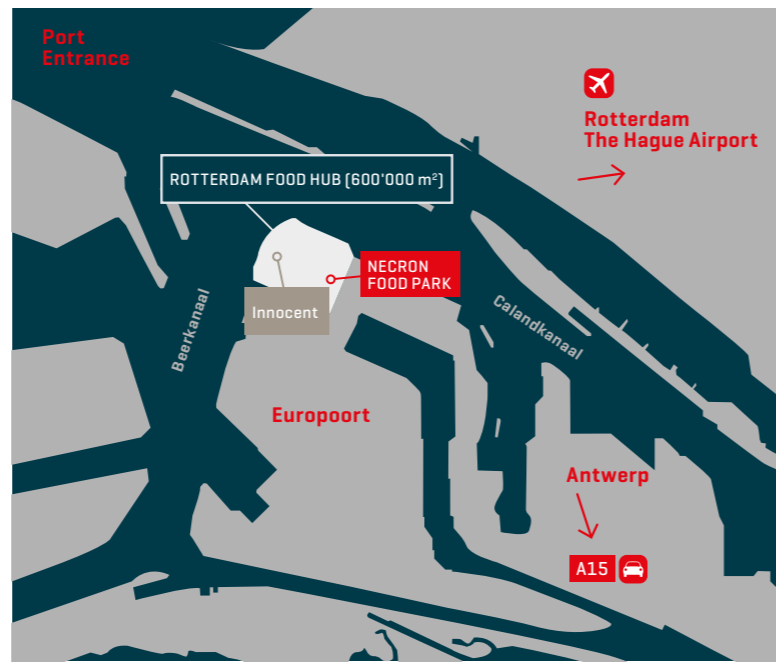 Port
Entrance
Rotterdam
The Hague Airport
ROTTERDAM FOOD HUB (600'000 m²)
NECRON
FOOD PARK
Innocent
Beerkanaal
Calandkanaal
Europoort
Antwerp
A15